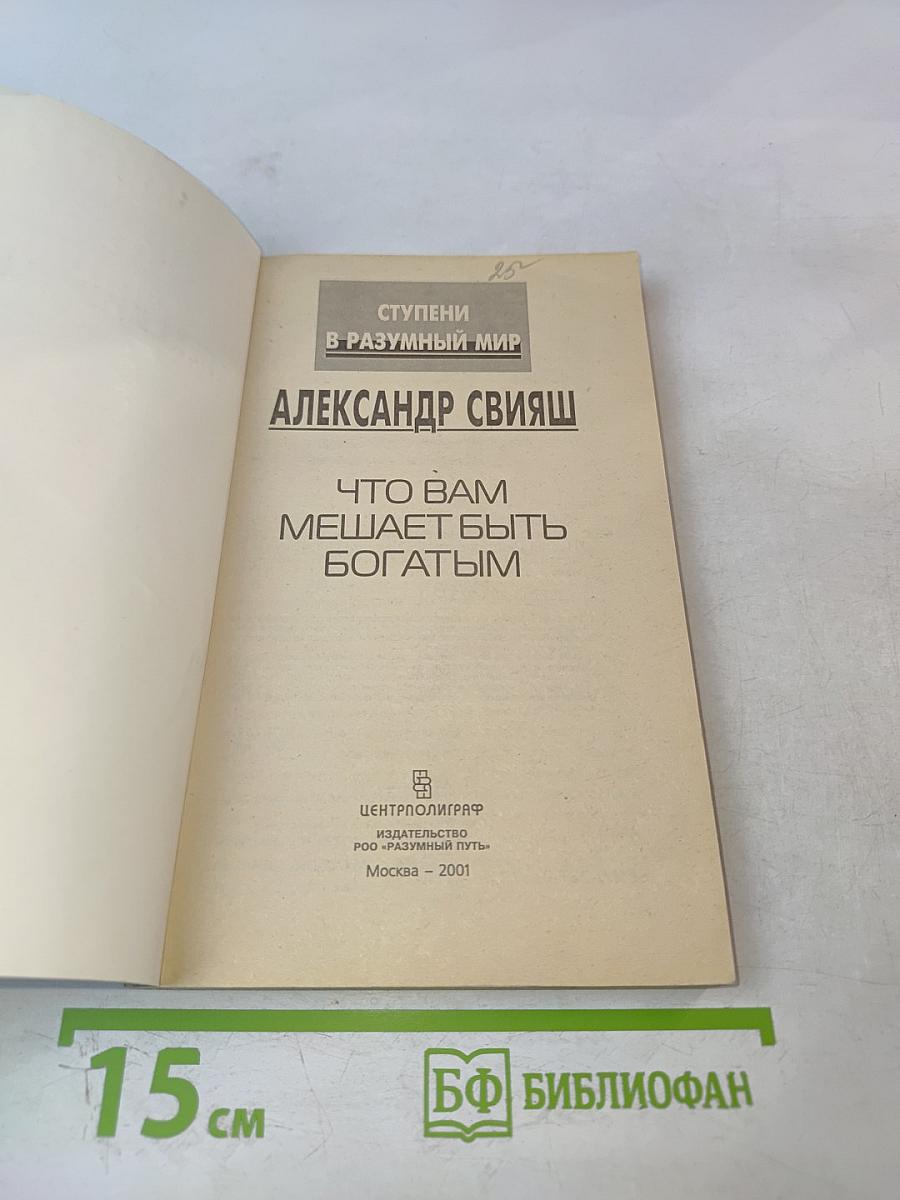 25
СТУПЕНИ
В РАЗУМНЫЙ МИР
АЛЕКСАНДР СВИЯШ
ЧТО ВАМ
МЕШАЕТ БЫТЬ
БОГАТЫМ
ЦЕНТРПОЛИГРАФ
ИЗДАТЕЛЬСТВО
РОО «РАЗУМНЫЙ ПУТЬ»
Москва – 2001
15 см
БФ БИБЛИОФАН